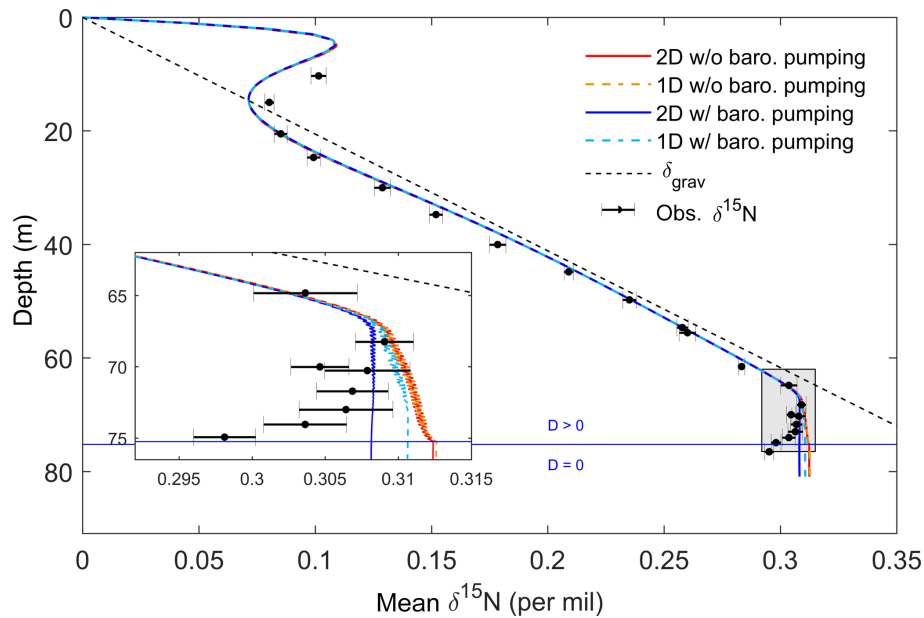 0
20
40
60
80
Depth (m)
2D w/o baro. pumping
1D w/o baro. pumping
2D w/ baro. pumping
1D w/ baro. pumping
δgrav
Obs. δ15N
65
70
75
0.295
0.3
0.305
0.31
0.315
D > 0
D = 0
0
0.05
0.1
0.15
0.2
0.25
0.3
0.35
Mean δ15N (per mil)